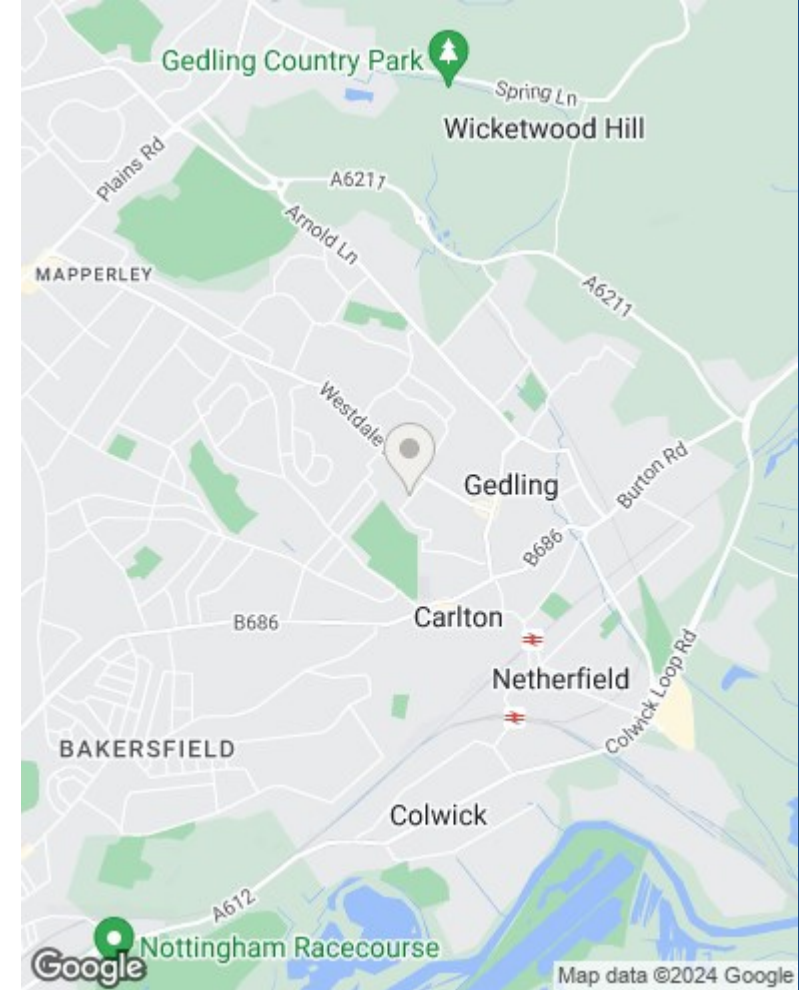 Gedling Country Park
Spring Ln
Wicketwood Hill
Plains Rd
A6211
Arnold Ln
MAPPERLEY
A6211
Westdale
Gedling
Burton Rd
B686
B686
Carlton
Netherfield
Colwick Loop Rd
BAKERSFIELD
Colwick
A612
Nottingham Racecourse
Google
Map data ©2024 Google